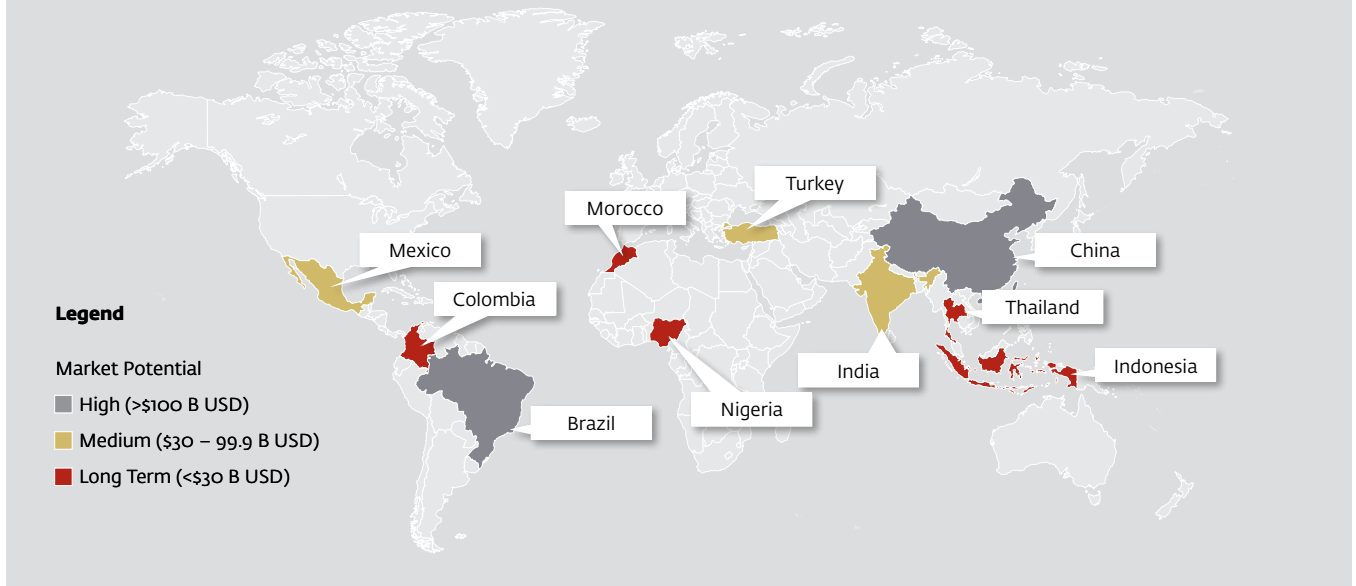 Turkey
Morocco
Mexico
China
Colombia
Thailand
Legend
India
Indonesia
Market Potential
Nigeria
High (>$100 B USD)
Brazil
Medium ($30 – 99.9 B USD)
Long Term (<$30 B USD)